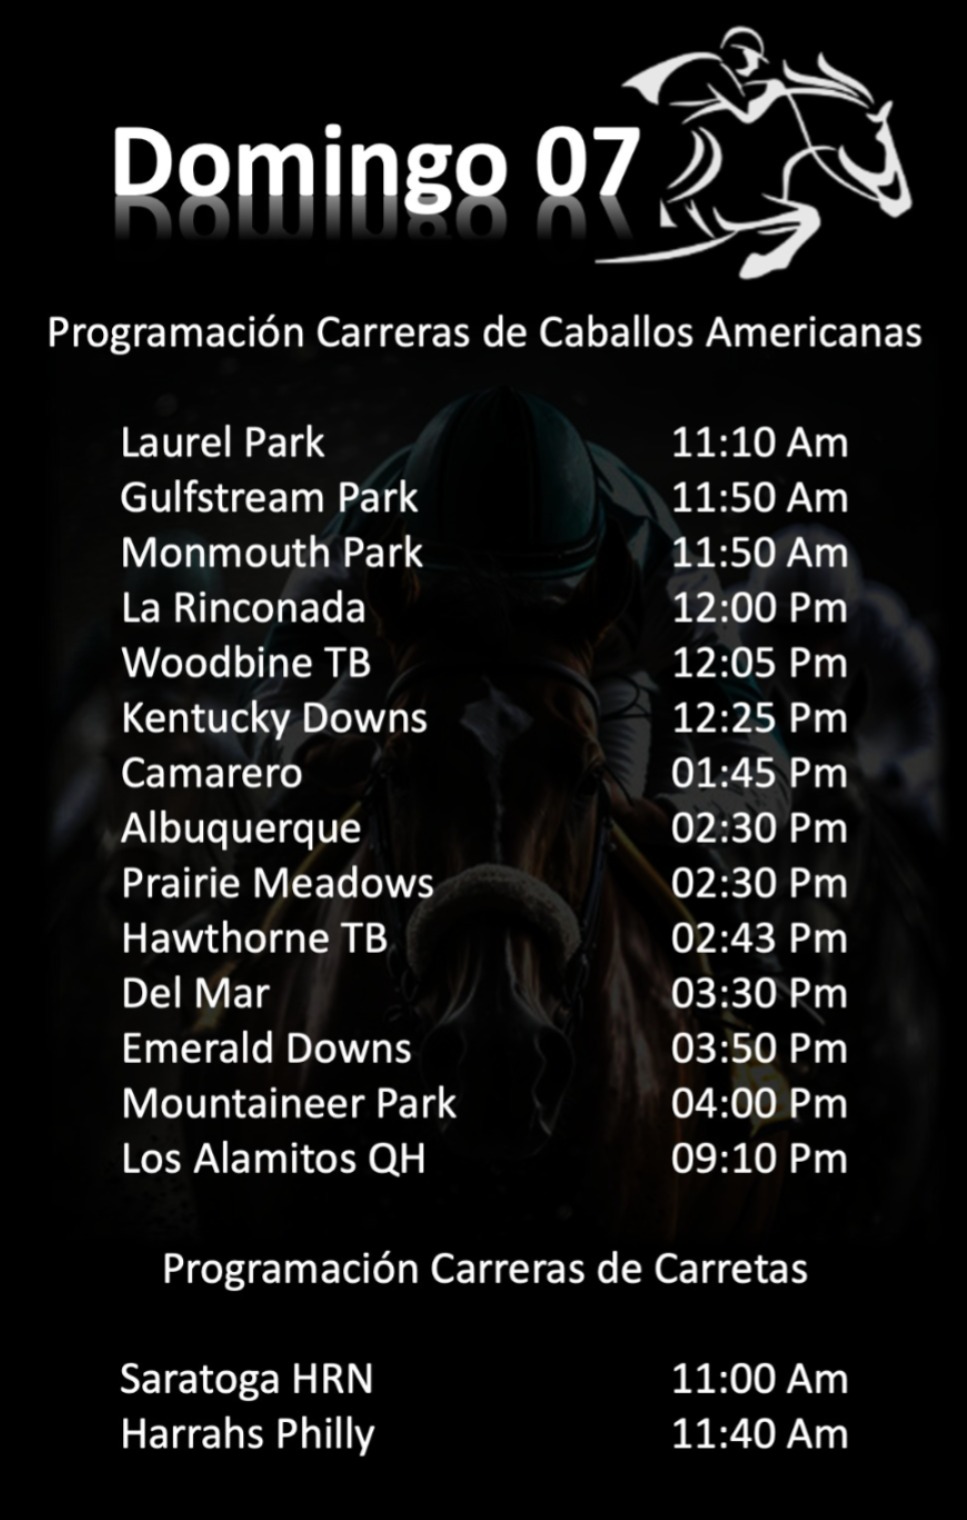 Domingo 07
Programación Carreras de Caballos Americanas
Laurel Park 11:10 Am
Gulfstream Park 11:50 Am
Monmouth Park 11:50 Am
La Rinconada 12:00 Pm
Woodbine TB 12:05 Pm
Kentucky Downs 12:25 Pm
Camarero 01:45 Pm
Albuquerque 02:30 Pm
Prairie Meadows 02:30 Pm
Hawthorne TB 02:43 Pm
Del Mar 03:30 Pm
Emerald Downs 03:50 Pm
Mountaineer Park 04:00 Pm
Los Alamitos QH 09:10 Pm
Programación Carreras de Carretas
Saratoga HRN 11:00 Am
Harrahs Philly 11:40 Am